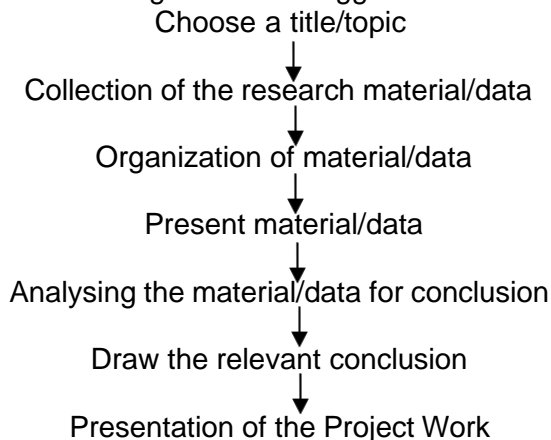 Choose a title/topic
Collection of the research material/data
Organization of material/data
Present material/data
Analysing the material/data for conclusion
Draw the relevant conclusion
Presentation of the Project Work